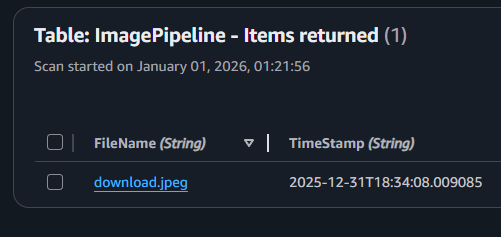 Table: ImagePipeline - Items returned (1)
Scan started on January 01, 2026, 01:21:56
FileName (String) TimeStamp (String)
download.jpeg 2025-12-31T18:34:08.009085